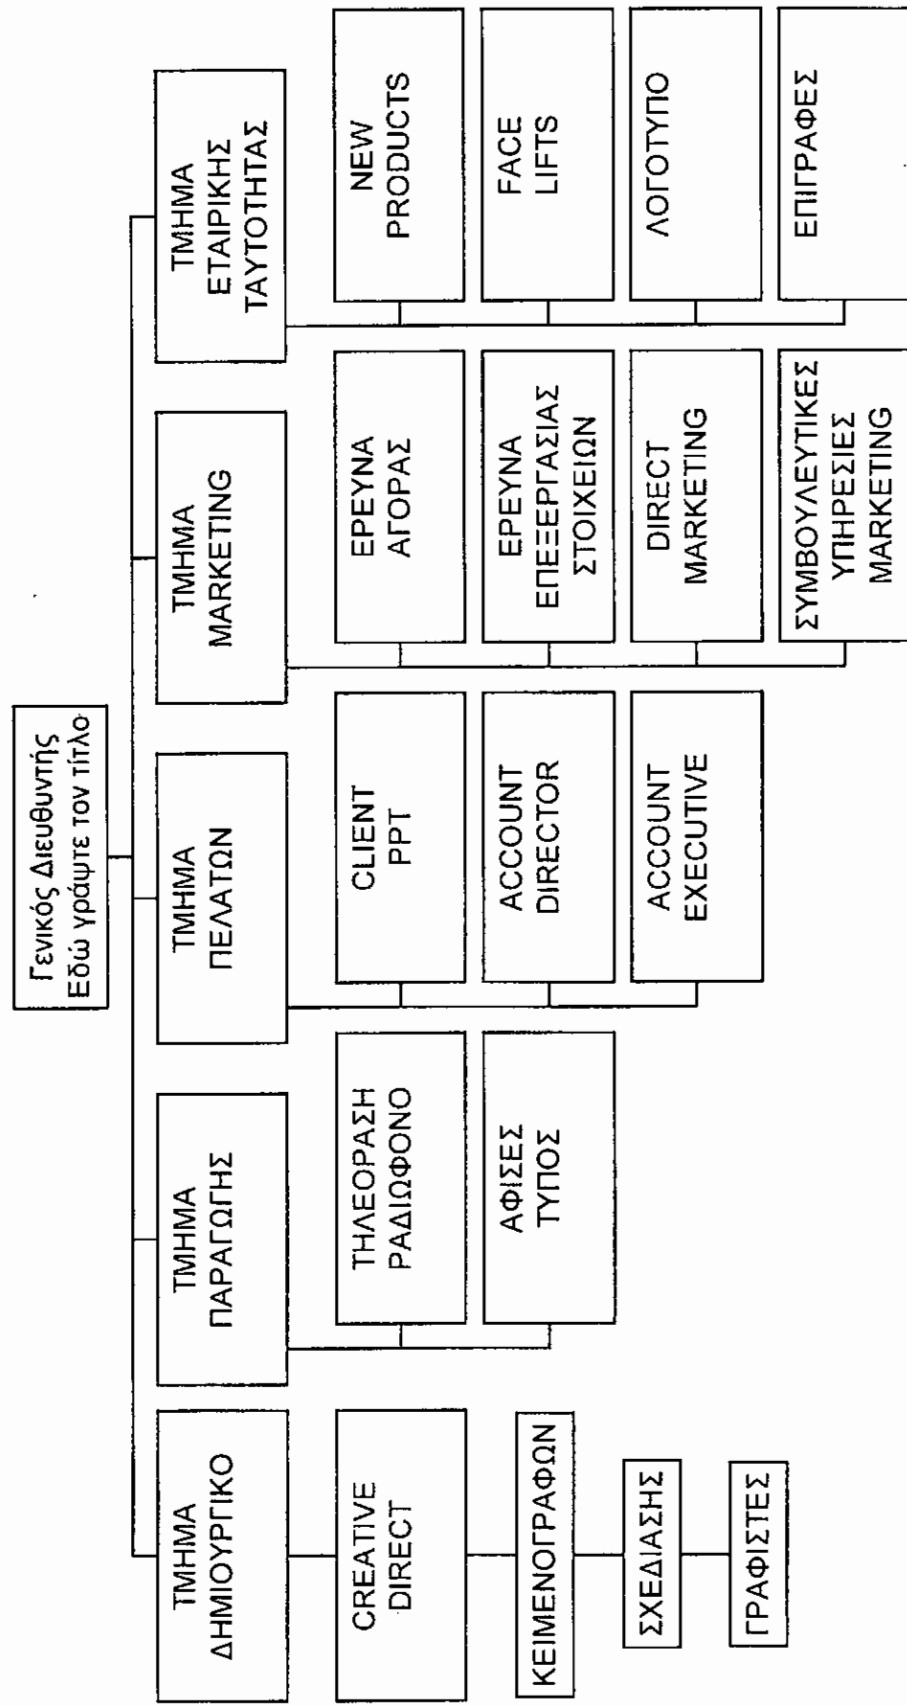 Γενικός Διευθυντής
Εδώ γράψτε τον τίτλο
ΤΜΗΜΑ
ΔΗΜΙΟΥΡΓΙΚΟ
CREATIVE
DIRECT
ΚΕΙΜΕΝΟΓΡΑΦΩΝ
ΣΧΕΔΙΑΣΗΣ
ΓΡΑΦΙΣΤΕΣ
ΤΜΗΜΑ
ΠΑΡΑΓΩΓΗΣ
ΤΗΛΕΟΡΑΣΗ
ΡΑΔΙΩΦΟΝΟ
ΑΦΙΣΕΣ
ΤΥΠΟΣ
ΤΜΗΜΑ
ΠΕΛΑΤΩΝ
CLIENT
PPT
ACCOUNT
DIRECTOR
ACCOUNT
EXECUTIVE
ΤΜΗΜΑ
MARKETING
ΕΡΕΥΝΑ
ΑΓΟΡΑΣ
ΕΡΕΥΝΑ
ΕΠΕΞΕΡΓΑΣΙΑΣ
ΣΤΟΙΧΕΙΩΝ
DIRECT
MARKETING
ΣΥΜΒΟΥΛΕΥΤΙΚΕΣ
ΥΠΗΡΕΣΙΕΣ
MARKETING
ΤΜΗΜΑ
ΕΤΑΙΡΙΚΗΣ
ΤΑΥΤΟΤΗΤΑΣ
NEW
PRODUCTS
FACE
LIFTS
ΛΟΓΟΤΥΠΟ
ΕΠΙΓΡΑΦΕΣ